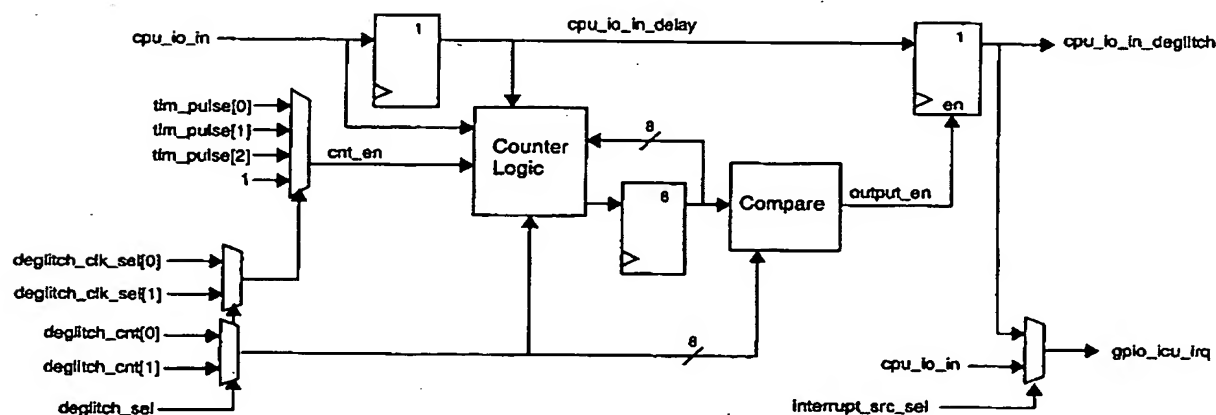 cpu_io_in
1
cpu_io_in_delay
1
cpu_io_in_deglitch
en
tim_pulse[0]
tim_pulse[1]
tim_pulse[2]
1
cnt_en
Counter
Logic
8
6
Compare
output_en
deglitch_clk_sel[0]
deglitch_clk_sel[1]
deglitch_cnt[0]
deglitch_cnt[1]
8
deglitch_sel
cpu_io_in
gpio_icu_irq
interrupt_src_sel